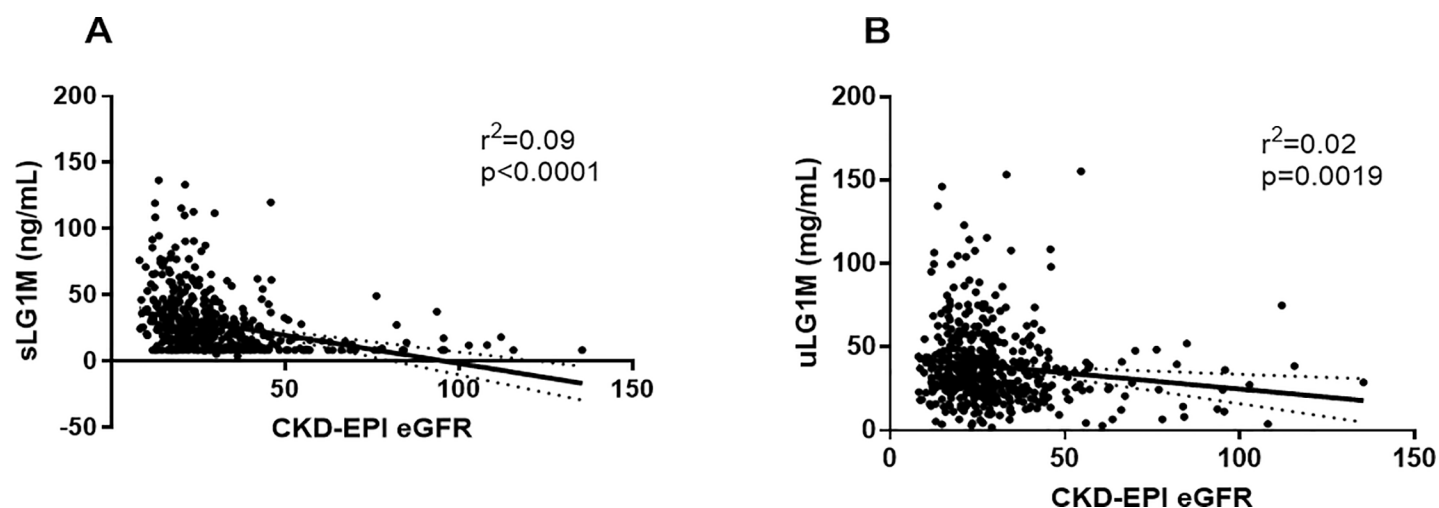 A
200
150
100
50
0
-50
sLG1M (ng/mL)
r²=0.09
p<0.0001
50
100
150
CKD-EPI eGFR
B
200
150
100
50
0
uLG1M (mg/mL)
r²=0.02
p=0.0019
0
50
100
150
CKD-EPI eGFR